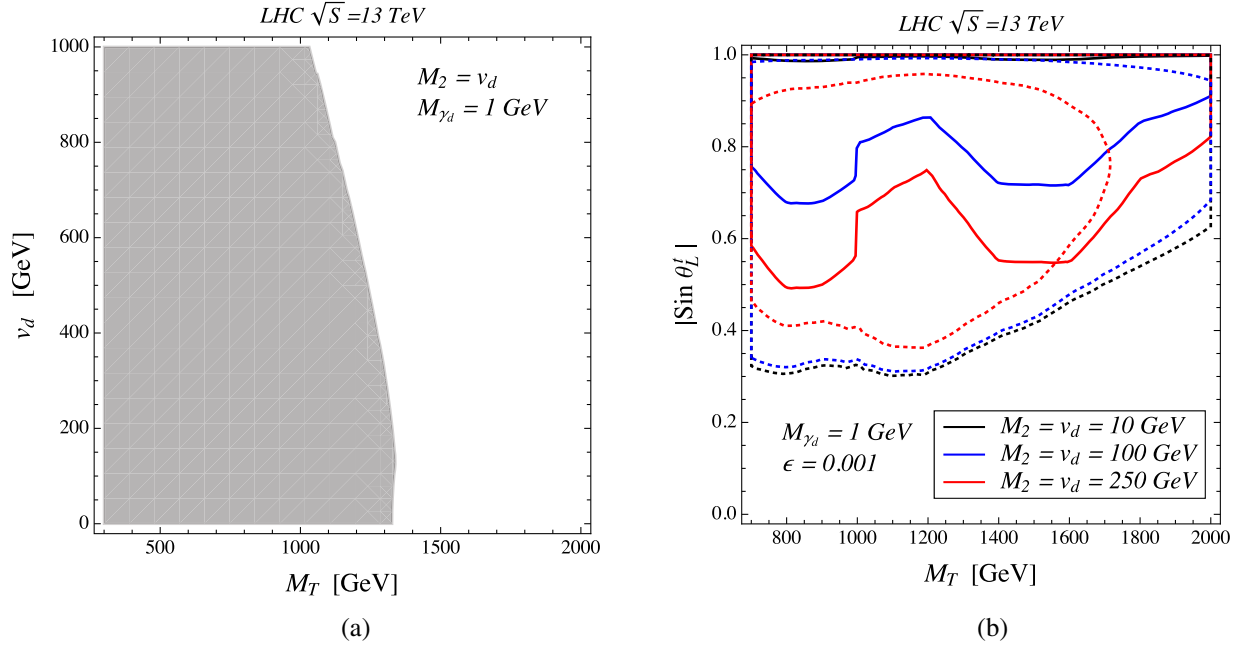 LHC √S =13 TeV
1000
800
600
400
200
0
v_d [GeV]
M_2 = v_d
M_γd = 1 GeV
500
1000
1500
2000
M_T [GeV]
(a)
LHC √S =13 TeV
1.0
0.8
0.6
0.4
0.2
0.0
|Sin θ_L^t|
M_γd = 1 GeV
ϵ = 0.001
M_2 = v_d = 10 GeV
M_2 = v_d = 100 GeV
M_2 = v_d = 250 GeV
800
1000
1200
1400
1600
1800
2000
M_T [GeV]
(b)